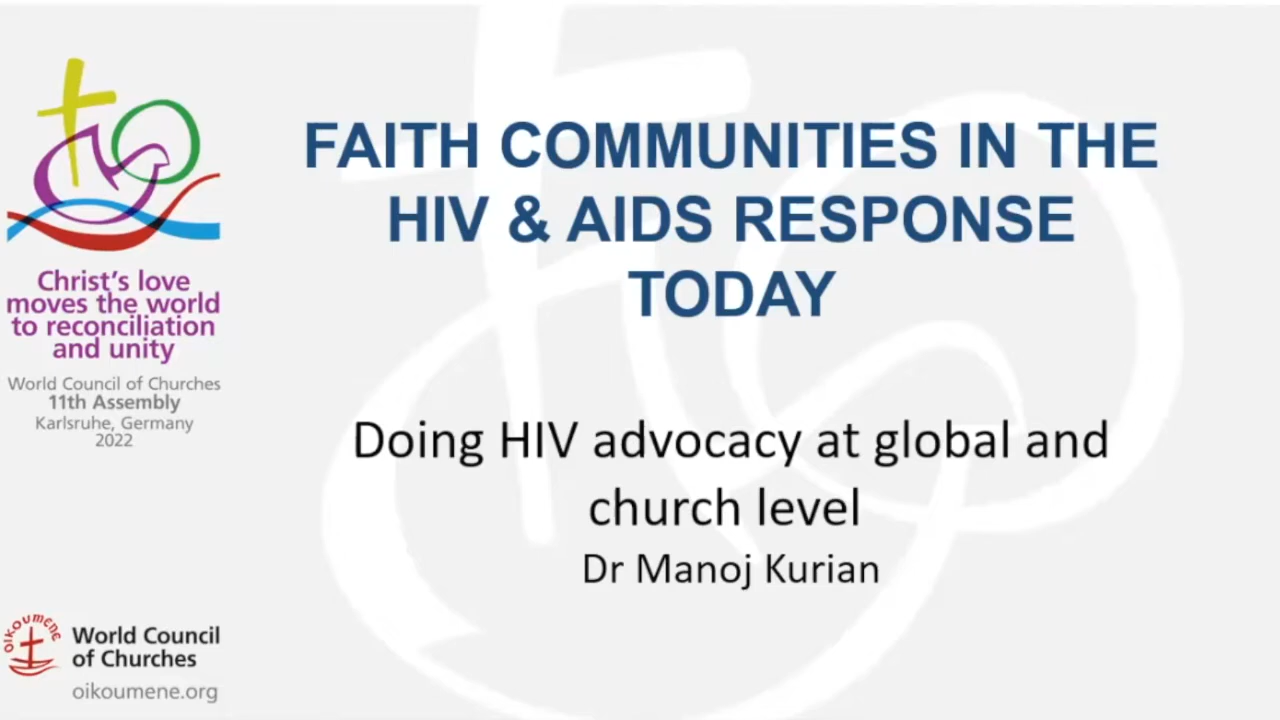 FAITH COMMUNITIES IN THE
HIV & AIDS RESPONSE
TODAY
Doing HIV advocacy at global and
church level
Dr Manoj Kurian
Christ's love
moves the world
to reconciliation
and unity
World Council of Churches
11th Assembly
Karlsruhe, Germany
2022
OIKOUMENE
World Council
of Churches
oikoumene.org